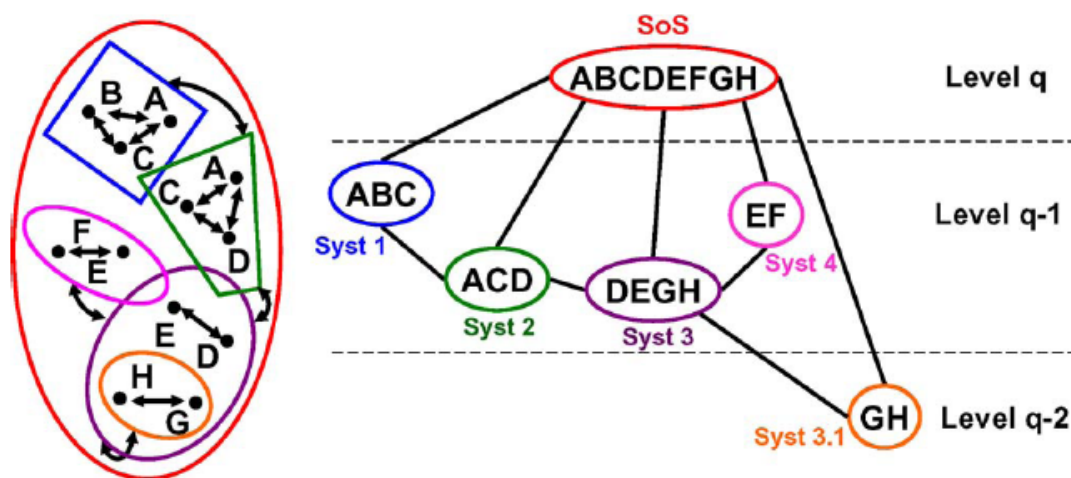 B A
C
A
C
D
F
E
E
D
H
G
SoS
ABCDEFGH
Level q
ABC
Syst 1
EF
Syst 4
Level q-1
ACD
Syst 2
DEGH
Syst 3
GH
Syst 3.1
Level q-2